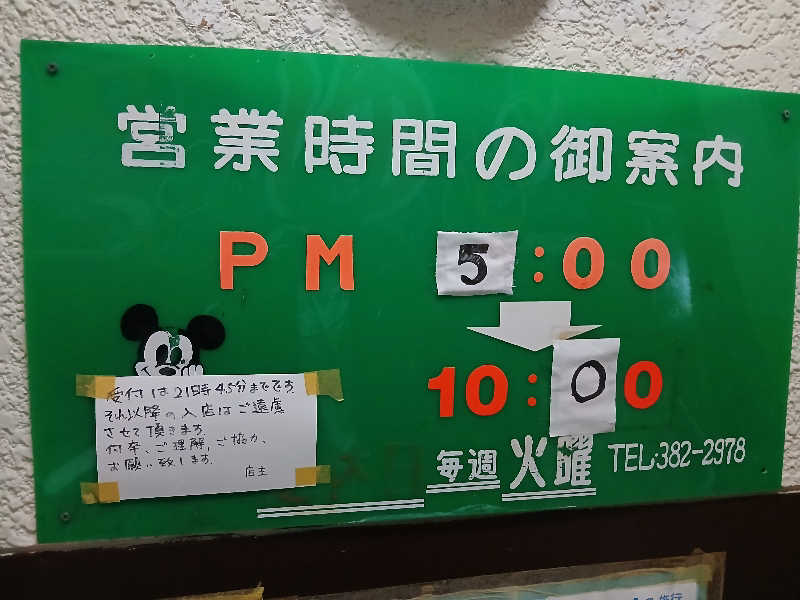 営業時間の御案内
PM 5:00
10:00
受付は21時45分までです。
それ以降の入店はご遠慮
させて頂きます。
何卒、ご理解、ご協力、
お願い致します。
店主
毎週火曜 TEL:382-2978